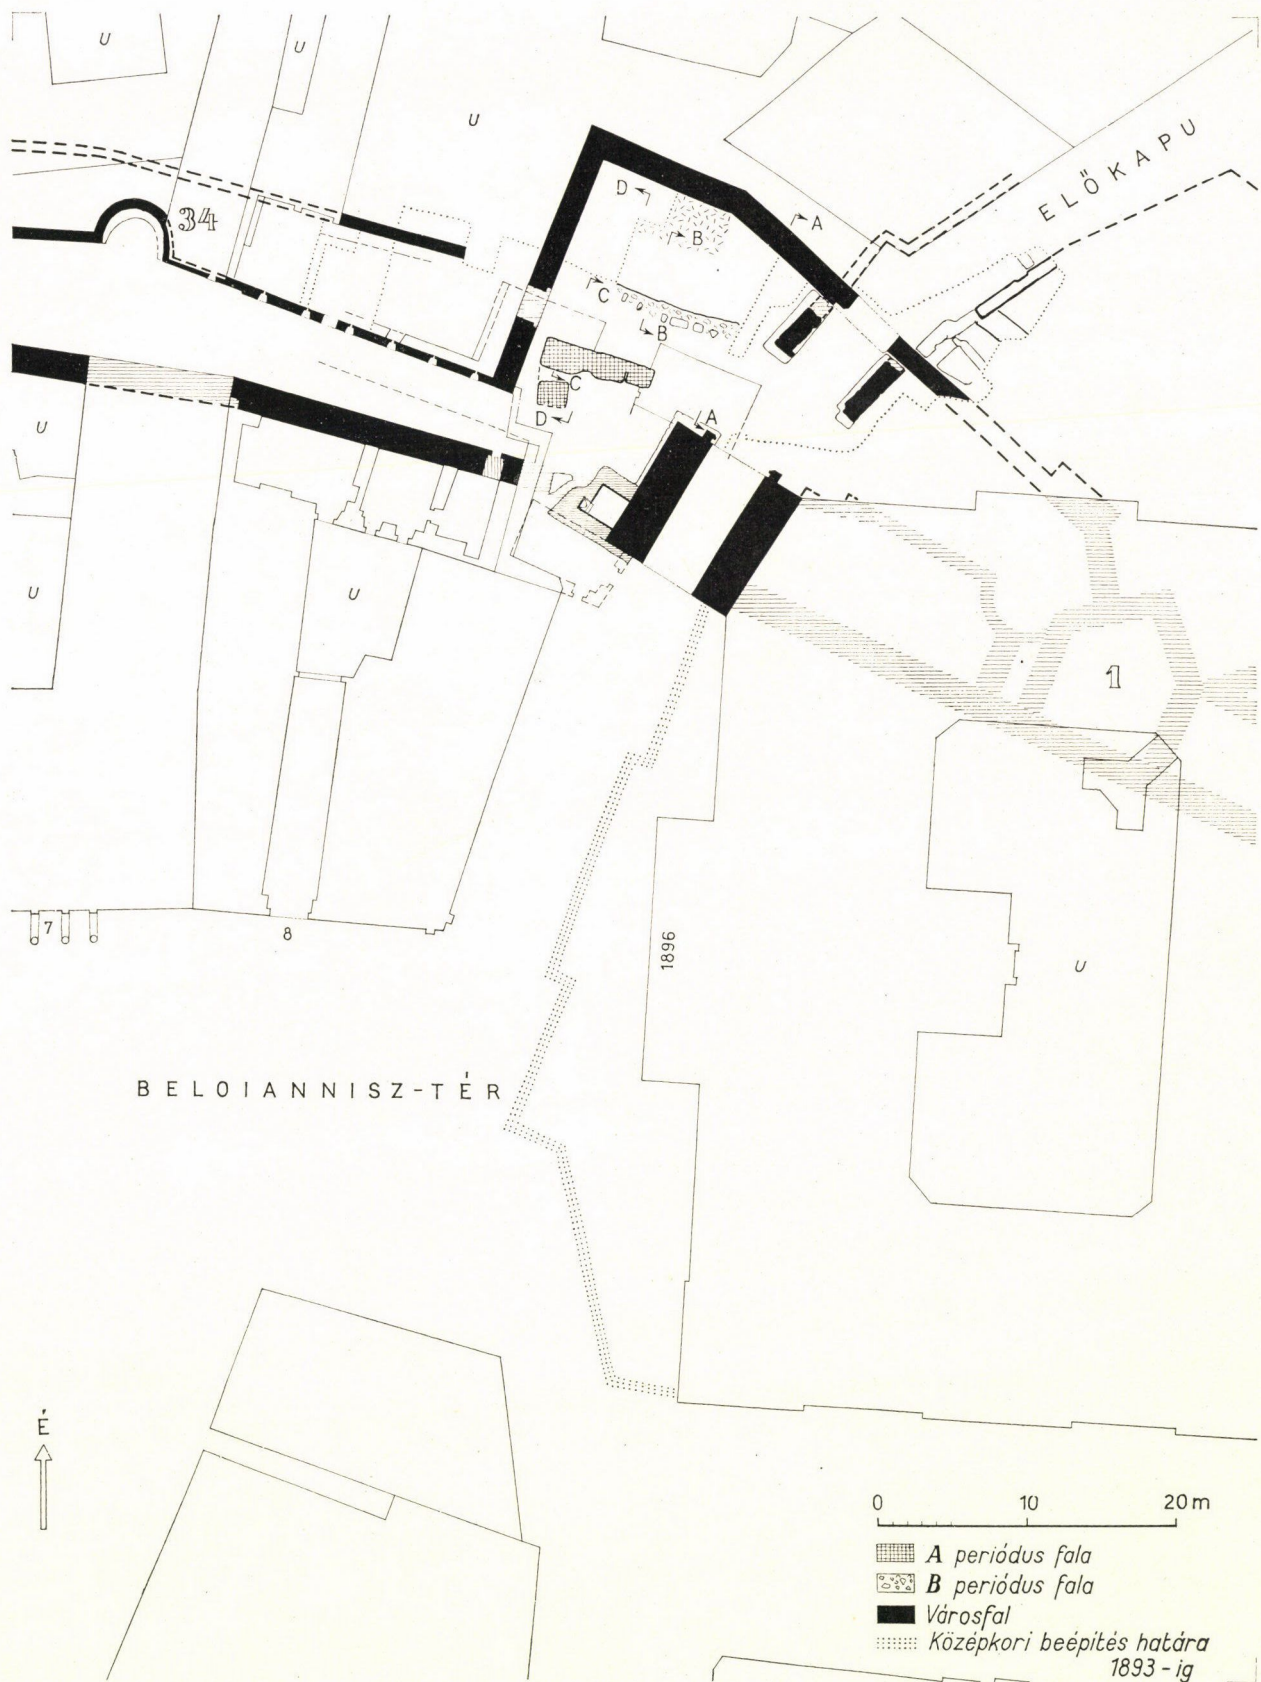 U
U
U
34
ELŐKAPU
D
A
B
C
B
C
D
A
U
U
U
1
7
8
1896
U
BELOIANNISZ-TÉR
É
0 10 20 m
A periódus fala
B periódus fala
Városfal
Középkori beépítés határa
1893-ig